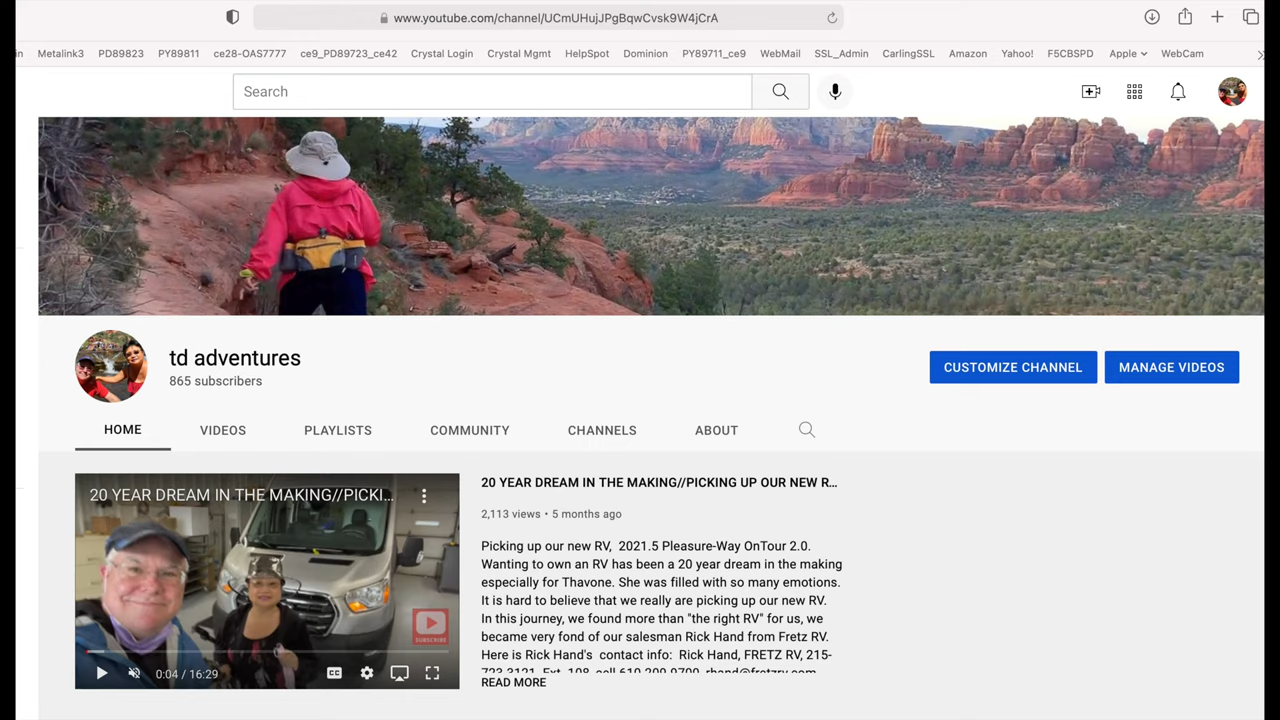 www.youtube.com/channel/UCmUHujJPgBqwCvsk9W4jCrA
in Metalink3 PD89823 PY89811 ce28-OAS7777 ce9_PD89723_ce42 Crystal Login Crystal Mgmt HelpSpot Dominion PY89711_ce9 WebMail SSL_Admin CarlingSSL Amazon Yahoo! F5CBSPD Apple WebCam
Search
td adventures
865 subscribers
CUSTOMIZE CHANNEL MANAGE VIDEOS
HOME VIDEOS PLAYLISTS COMMUNITY CHANNELS ABOUT
20 YEAR DREAM IN THE MAKING//PICKI...
SUBSCRIBE
0:04 / 16:29
CC
20 YEAR DREAM IN THE MAKING//PICKING UP OUR NEW R...
2,113 views • 5 months ago
Picking up our new RV, 2021.5 Pleasure-Way OnTour 2.0.
Wanting to own an RV has been a 20 year dream in the making
especially for Thavone. She was filled with so many emotions.
It is hard to believe that we really are picking up our new RV.
In this journey, we found more than "the right RV" for us, we
became very fond of our salesman Rick Hand from Fretz RV.
Here is Rick Hand's contact info: Rick Hand, FRETZ RV, 215-
READ MORE